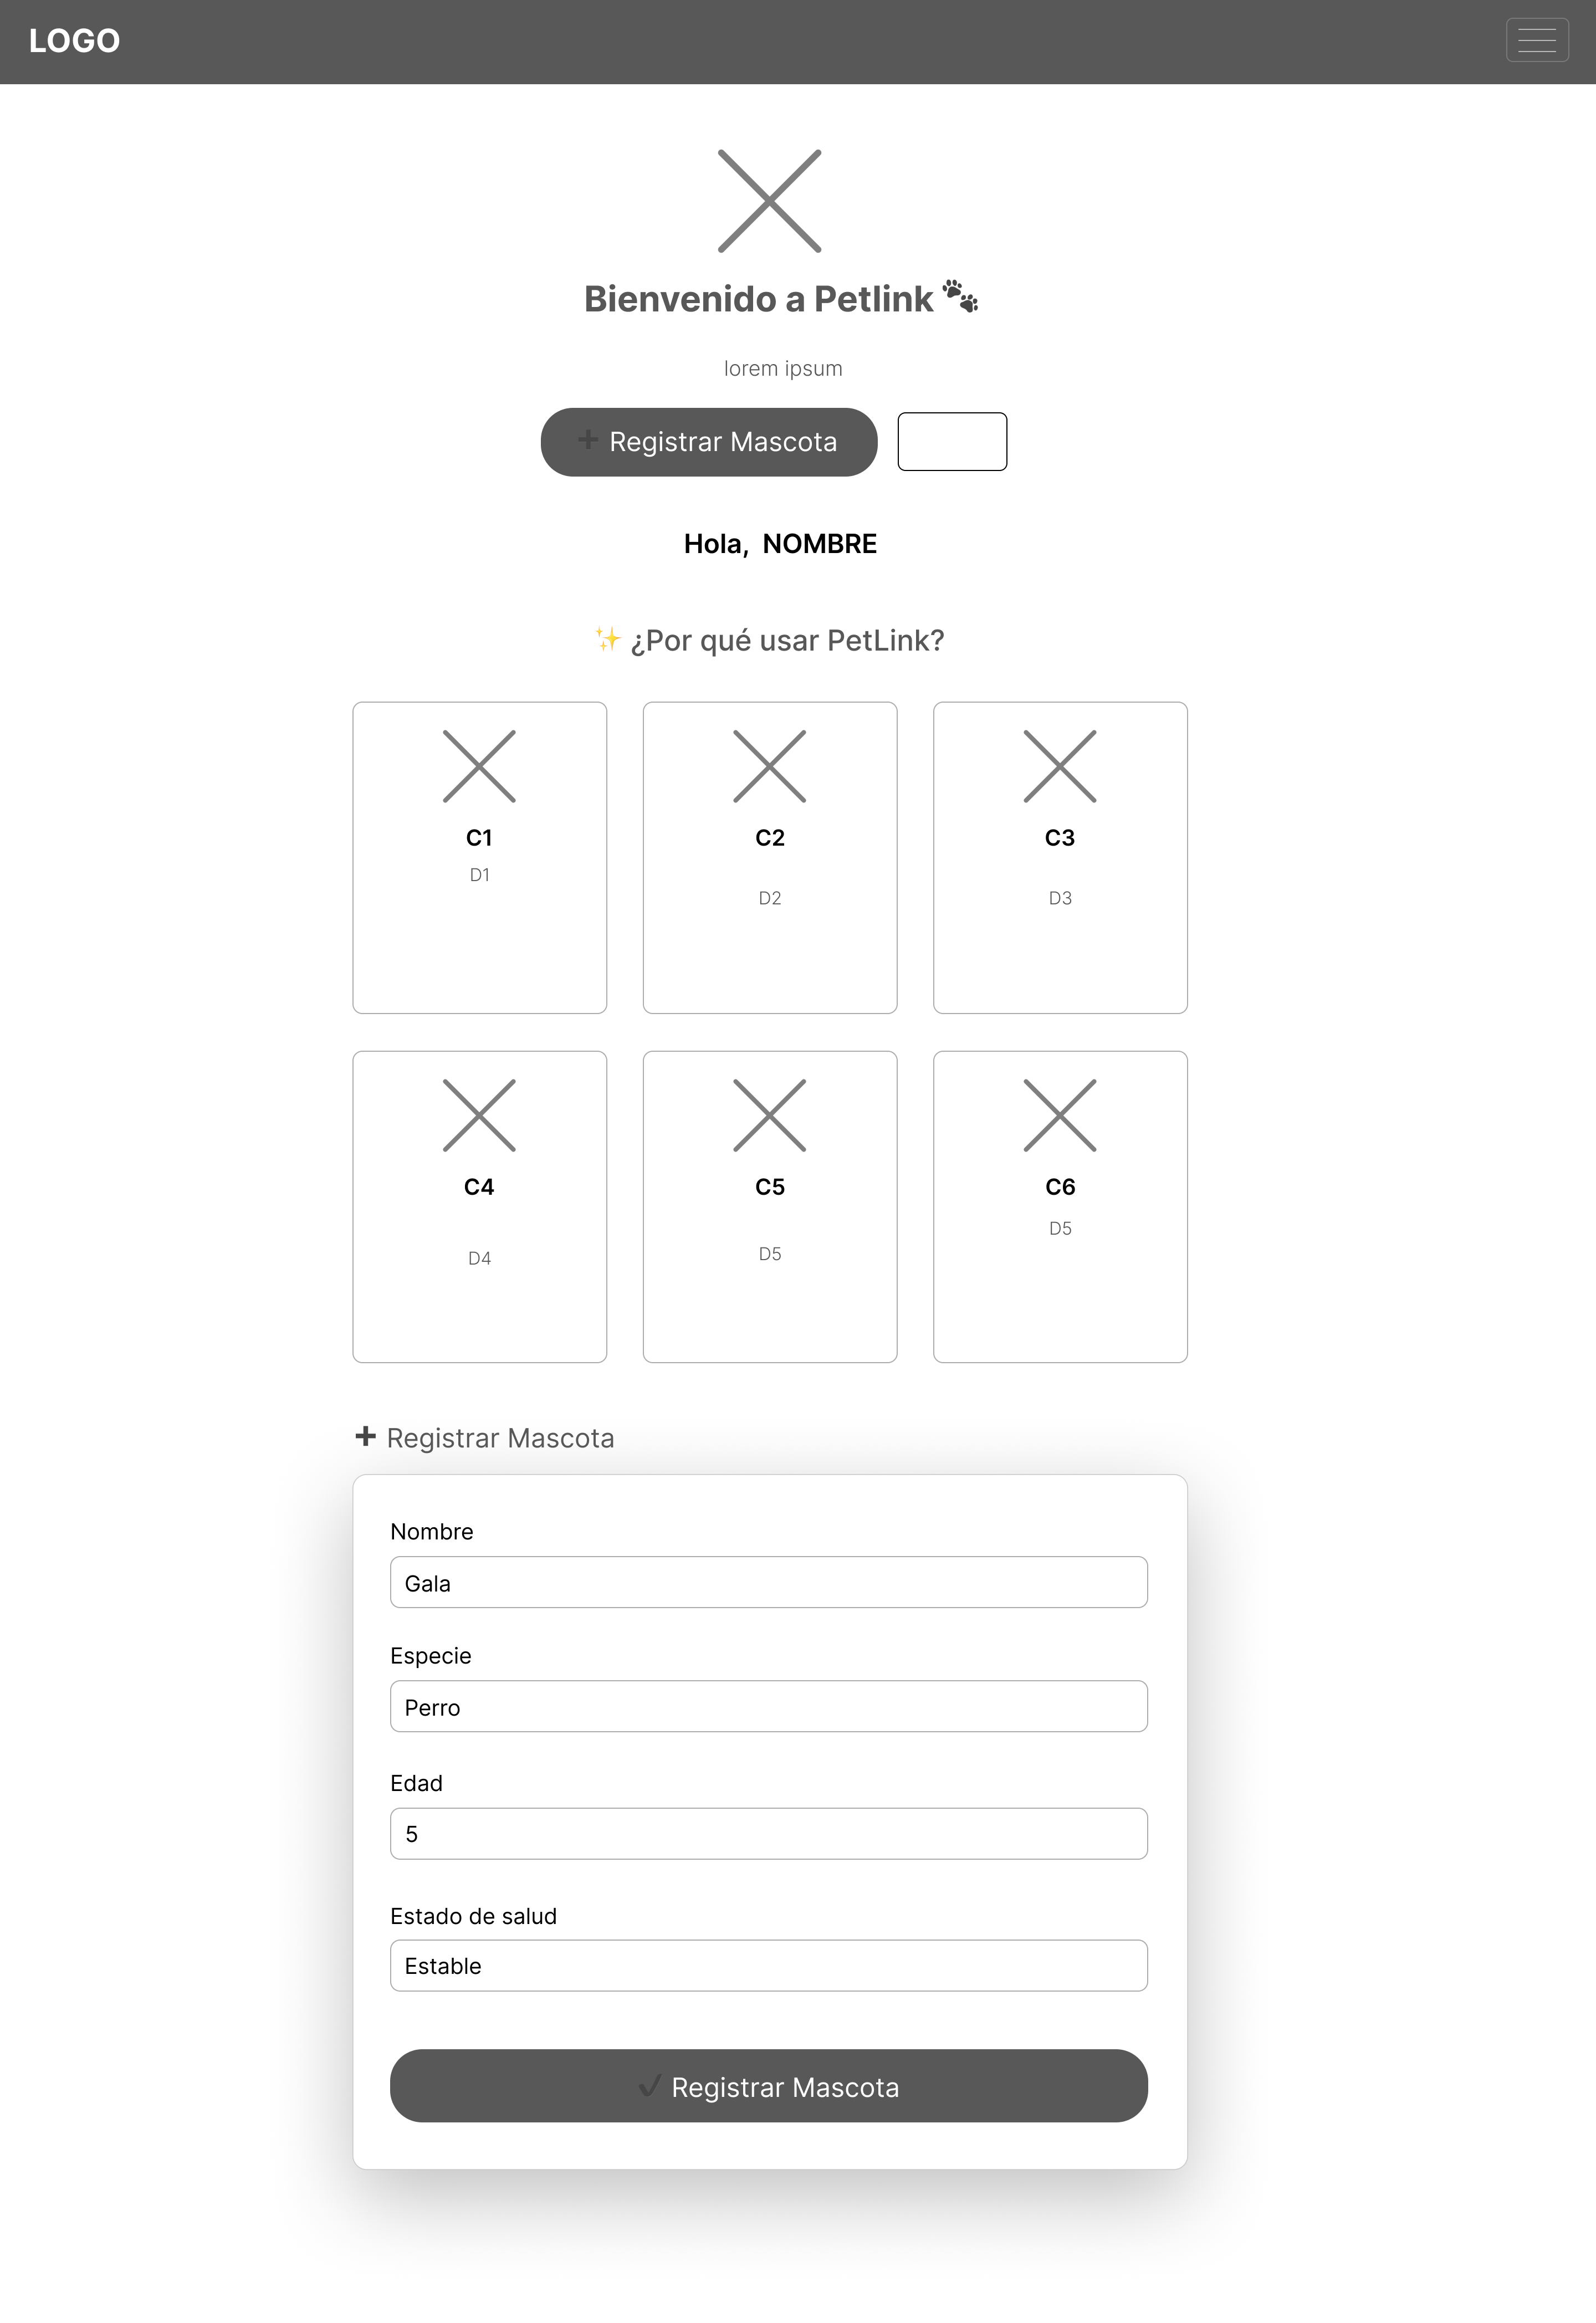 LOGO
Bienvenido a Petlink 🐾
lorem ipsum
➕ Registrar Mascota
Hola, NOMBRE
✨ ¿Por qué usar PetLink?
C1
D1
C2
D2
C3
D3
C4
D4
C5
D5
C6
D5
➕ Registrar Mascota
Nombre
Gala
Especie
Perro
Edad
5
Estado de salud
Estable
✔ Registrar Mascota